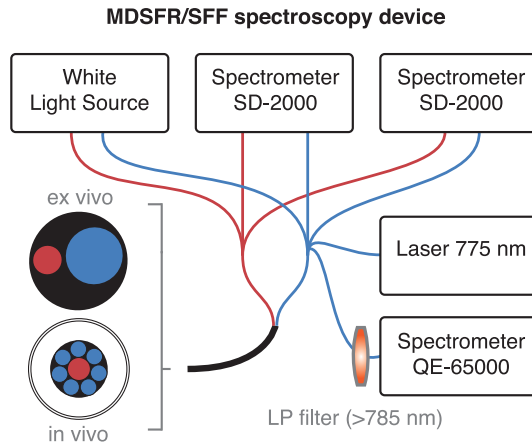 MDSFR/SFF spectroscopy device
White
Light Source
Spectrometer
SD-2000
Spectrometer
SD-2000
ex vivo
Laser 775 nm
Spectrometer
QE-65000
in vivo
LP filter (>785 nm)